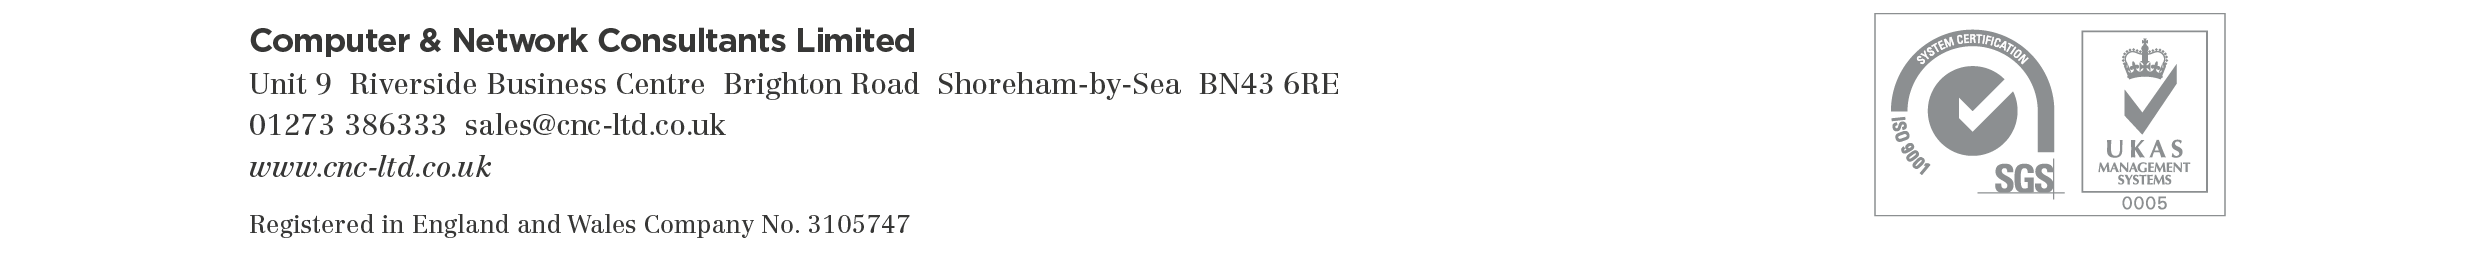 Computer & Network Consultants Limited
Unit 9 Riverside Business Centre Brighton Road Shoreham-by-Sea BN43 6RE
01273 386333 sales@cnc-ltd.co.uk
www.cnc-ltd.co.uk
Registered in England and Wales Company No. 3105747
SYSTEM CERTIFICATION
ISO 9001
SGS
UKAS
MANAGEMENT
SYSTEMS
0005